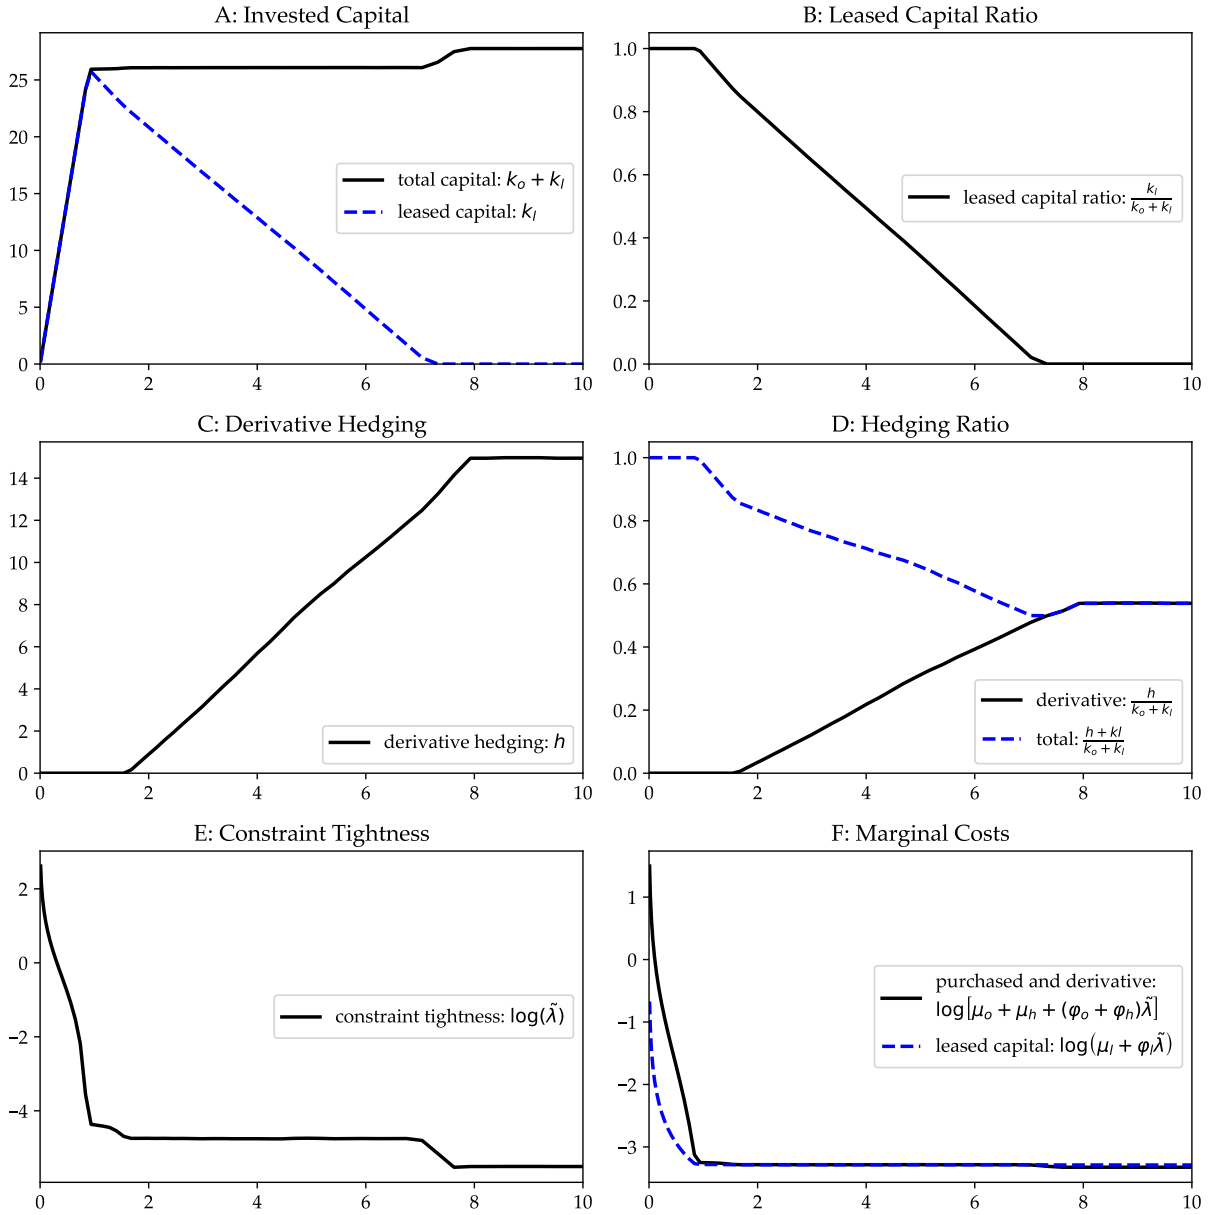 A: Invested Capital
25
20
15
10
5
0
0 2 4 6 8 10
total capital: k_o + k_l
leased capital: k_l
B: Leased Capital Ratio
1.0
0.8
0.6
0.4
0.2
0.0
0 2 4 6 8 10
leased capital ratio: k_l / (k_o + k_l)
C: Derivative Hedging
14
12
10
8
6
4
2
0
0 2 4 6 8 10
derivative hedging: h
D: Hedging Ratio
1.0
0.8
0.6
0.4
0.2
0.0
0 2 4 6 8 10
derivative: h / (k_o + k_l)
total: (h + kl) / (k_o + k_l)
E: Constraint Tightness
2
0
−2
−4
0 2 4 6 8 10
constraint tightness: log(λ̃)
F: Marginal Costs
1
0
−1
−2
−3
0 2 4 6 8 10
purchased and derivative:
log[μ_o + μ_h + (φ_o + φ_h)λ̃]
leased capital: log(μ_l + φ_lλ̃)